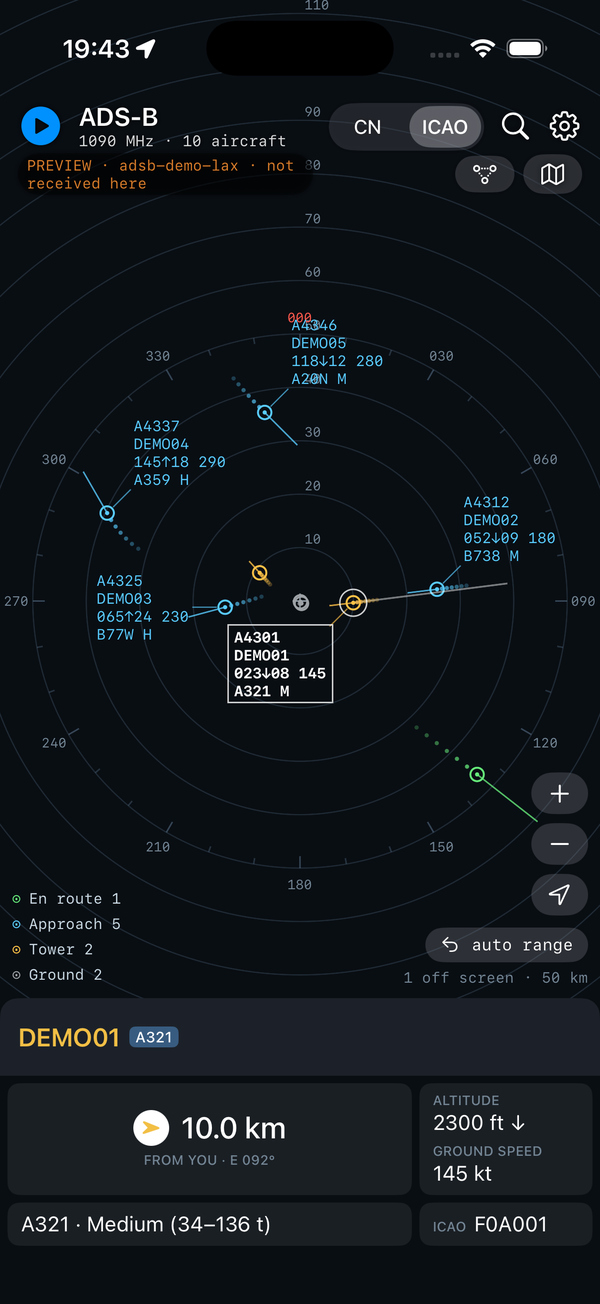 110
19:43
90
ADS-B
1090 MHz · 10 aircraft
CN
ICAO
PREVIEW · adsb-demo-lax · not
received here
80
70
60
000
A4346
DEMO05
118↓12 280
A20N M
330
030
A4337
DEMO04
145↑18 290
A359 H
30
300
060
20
A4312
DEMO02
052↓09 180
B738 M
10
A4325
DEMO03
065↑24 230
B77W H
270
090
A4301
DEMO01
023↓08 145
A321 M
240
120
210
150
180
En route 1
Approach 5
Tower 2
Ground 2
auto range
1 off screen · 50 km
DEMO01 A321
10.0 km
FROM YOU · E 092°
ALTITUDE
2300 ft ↓
GROUND SPEED
145 kt
A321 · Medium (34–136 t)
ICAO F0A001